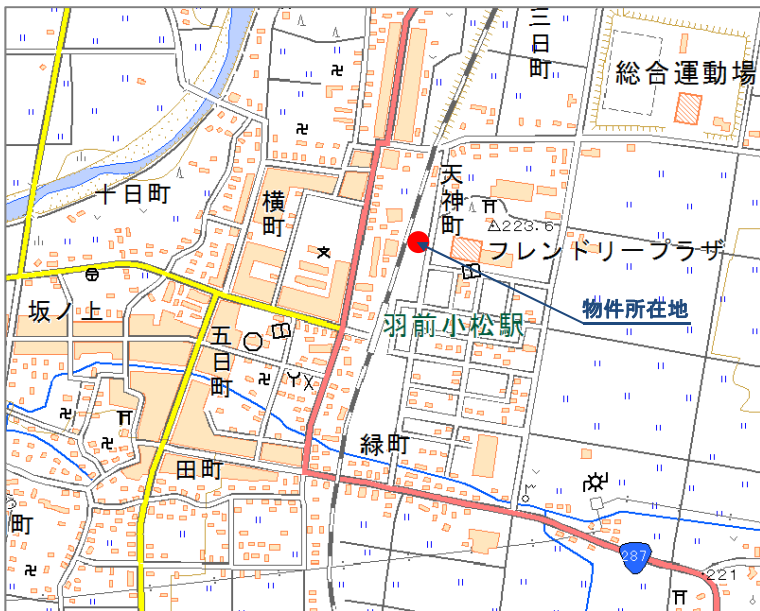 三日町
総合運動場
天神町
十日町
横町
223.6
フレンドリープラザ
物件所在地
坂ノ上
羽前小松駅
五日町
緑町
田町
町
287
221